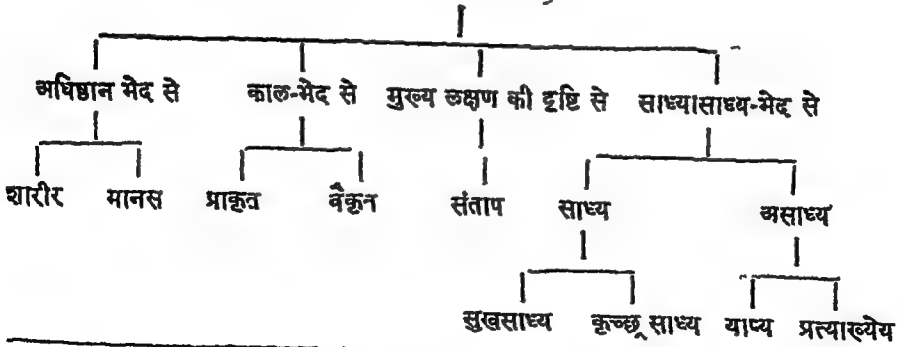 अधिष्ठान भेद से काल-भेद से मुख्य लक्षण की दृष्टि से साध्यासाध्य-भेद से
शारीर मानस प्राकृत वैकृत संताप साध्य असाध्य
सुखसाध्य कृच्छ्र साध्य याप्य प्रत्याख्येय